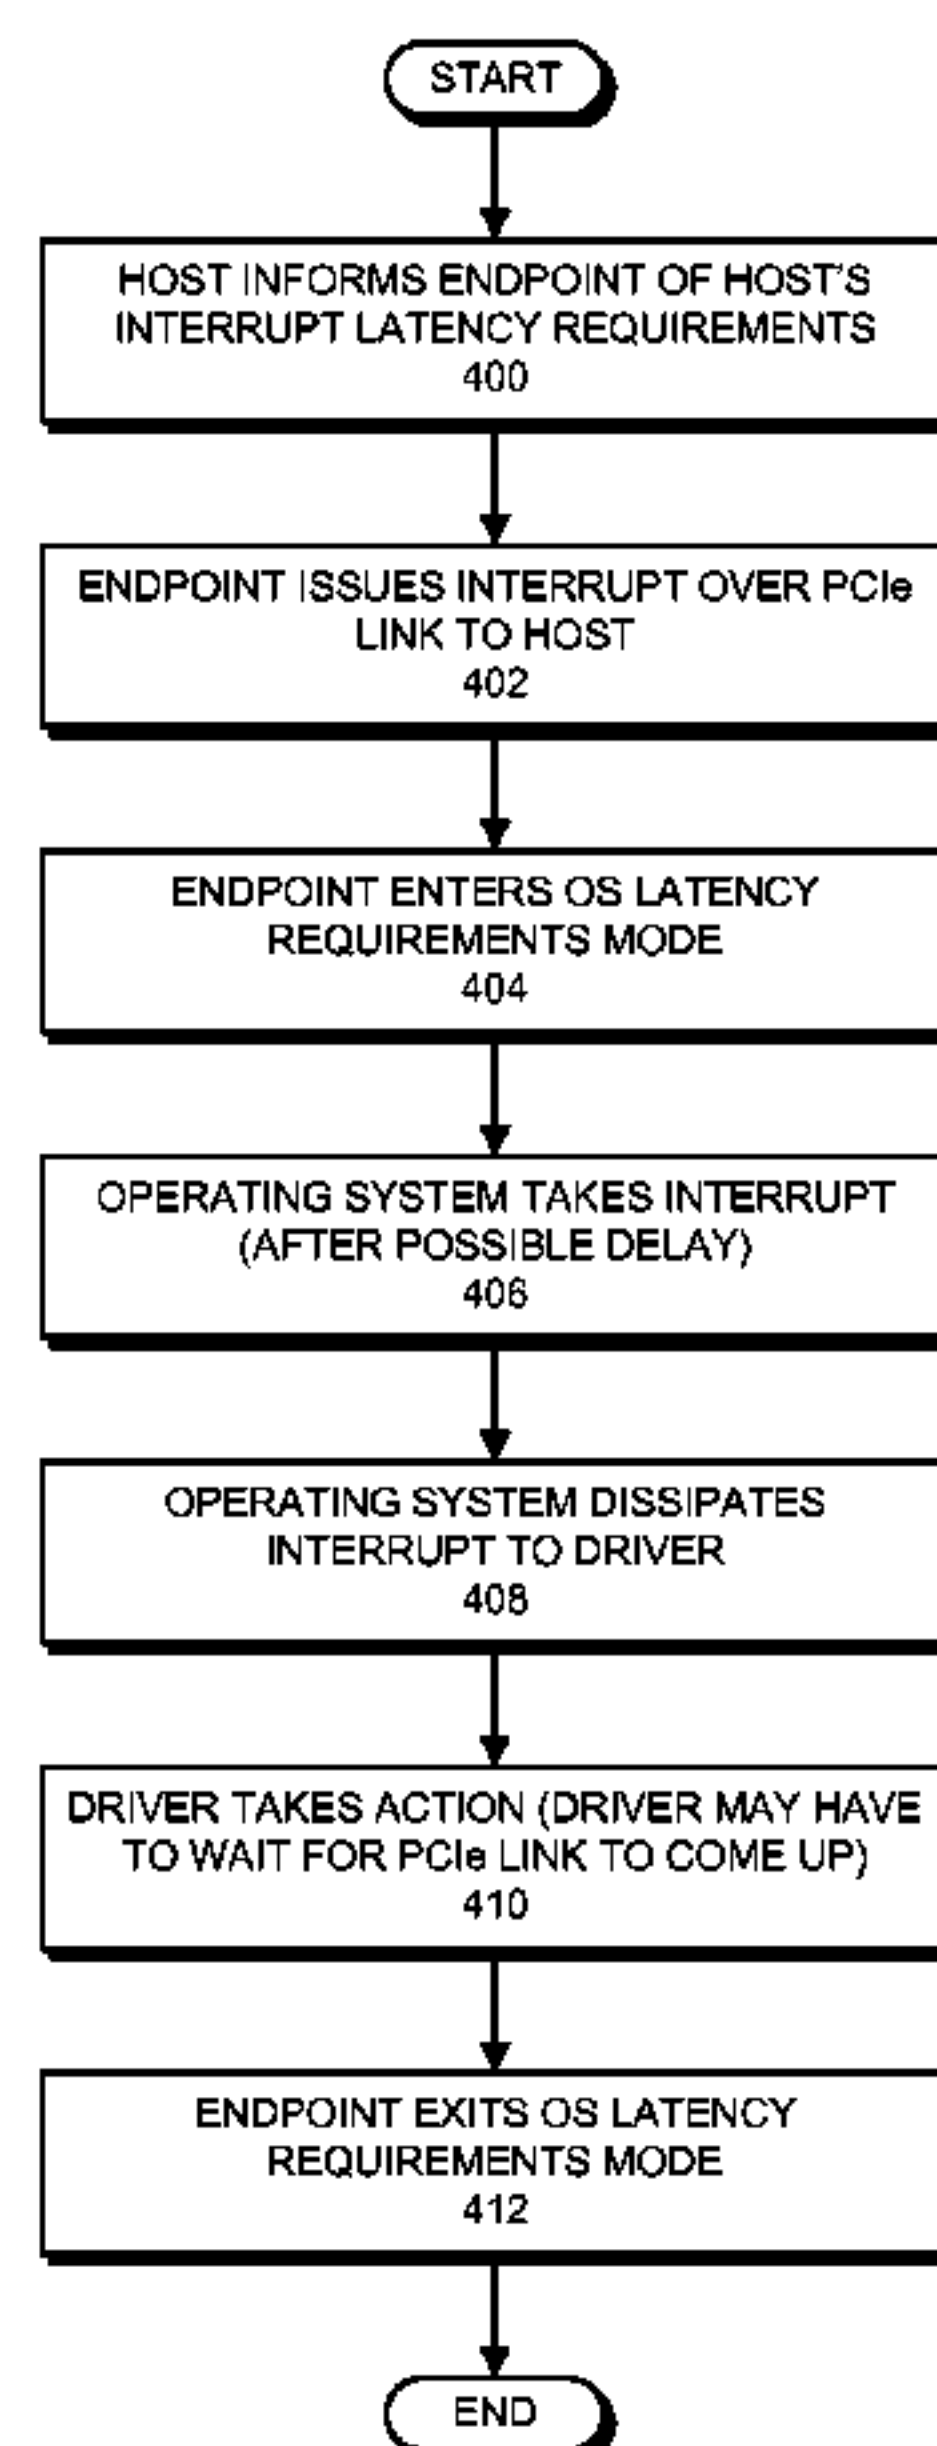 START
HOST INFORMS ENDPOINT OF HOST'S
INTERRUPT LATENCY REQUIREMENTS
400
ENDPOINT ISSUES INTERRUPT OVER PCIe
LINK TO HOST
402
ENDPOINT ENTERS OS LATENCY
REQUIREMENTS MODE
404
OPERATING SYSTEM TAKES INTERRUPT
(AFTER POSSIBLE DELAY)
406
OPERATING SYSTEM DISSIPATES
INTERRUPT TO DRIVER
408
DRIVER TAKES ACTION (DRIVER MAY HAVE
TO WAIT FOR PCIe LINK TO COME UP)
410
ENDPOINT EXITS OS LATENCY
REQUIREMENTS MODE
412
END